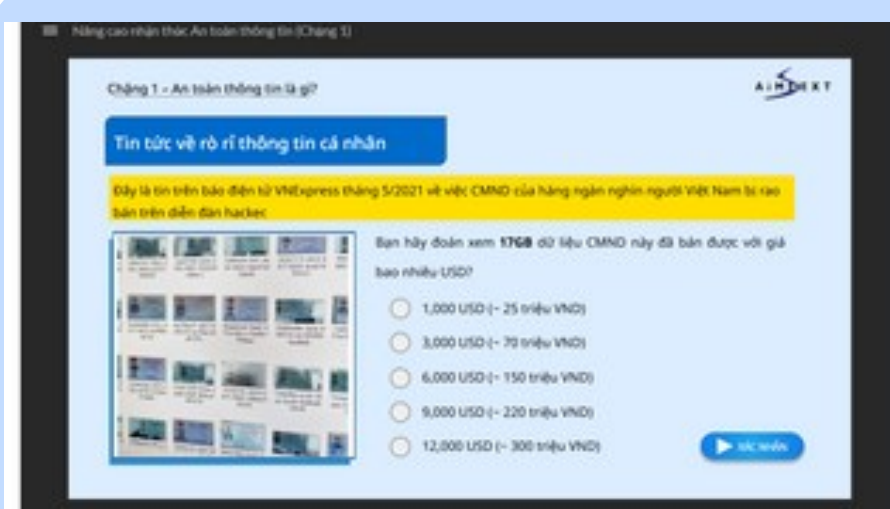 Nâng cao nhận thức An toàn thông tin (Chặng 1)
Chặng 1 – An toàn thông tin là gì?
AIMNEXT
Tin tức về rò rỉ thông tin cá nhân
Đây là tin trên báo điện tử VNExpress tháng 5/2021 về việc CMND của hàng ngàn nghìn người Việt Nam bị rao
bán trên diễn đàn hacker.
Bạn hãy đoán xem 17GB dữ liệu CMND này đã bán được với giá
bao nhiêu USD?
1,000 USD (~ 25 triệu VND)
3,000 USD (~ 70 triệu VND)
6,000 USD (~ 150 triệu VND)
9,000 USD (~ 220 triệu VND)
12,000 USD (~ 300 triệu VND)
XÁC NHẬN